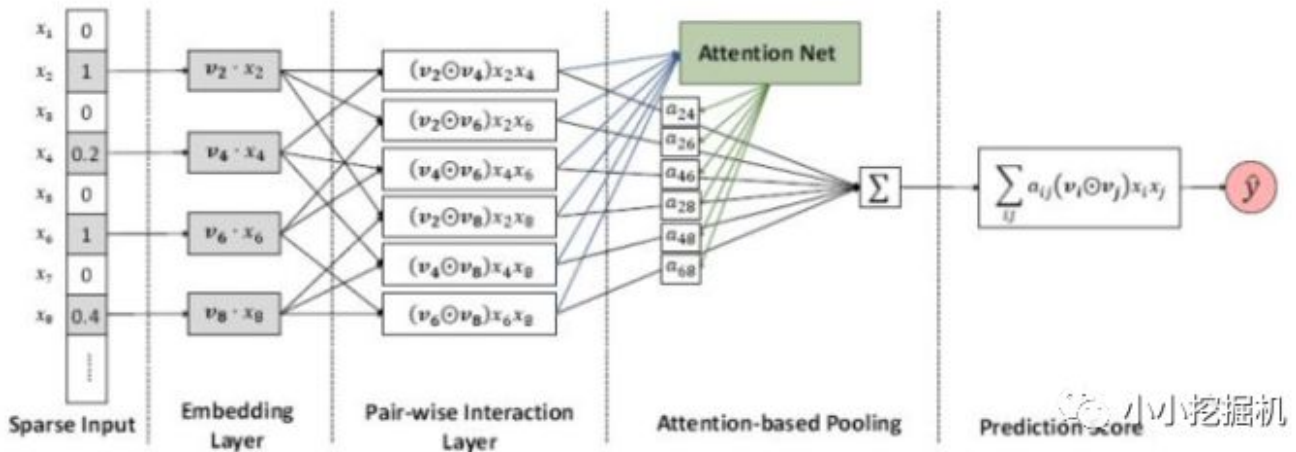 x₁ 0
x₂ 1
x₃ 0
x₄ 0.2
x₅ 0
x₆ 1
x₇ 0
x₈ 0.4
Sparse Input
v₂ · x₂
v₄ · x₄
v₆ · x₆
v₈ · x₈
Embedding
Layer
(v₂⊙v₄)x₂x₄
(v₂⊙v₆)x₂x₆
(v₄⊙v₆)x₄x₆
(v₂⊙v₈)x₂x₈
(v₄⊙v₈)x₄x₈
(v₆⊙v₈)x₆x₈
Pair-wise Interaction
Layer
Attention Net
a₂₄
a₂₆
a₄₆
a₂₈
a₄₈
a₆₈
∑
Attention-based Pooling
∑ᵢⱼ aᵢⱼ(vᵢ⊙vⱼ)xᵢxⱼ
ŷ
Prediction Score
小小挖掘机